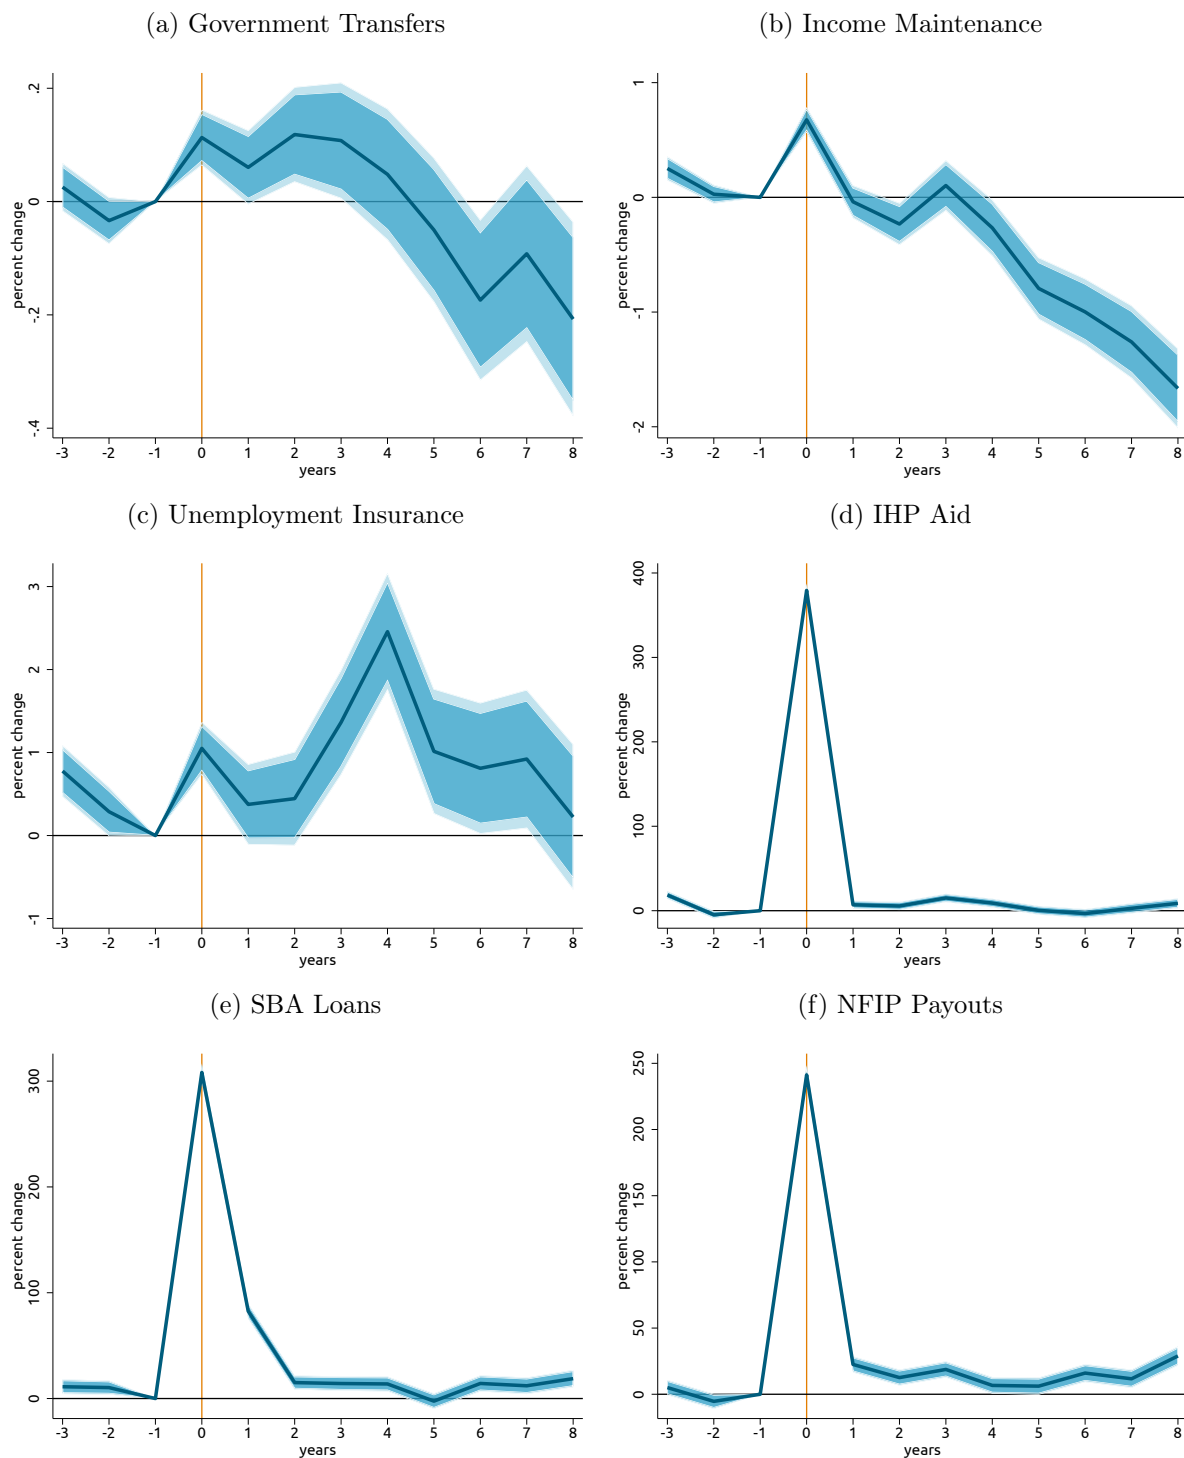 (a) Government Transfers
percent change
.2
0
-.2
-.4
-3 -2 -1 0 1 2 3 4 5 6 7 8
years
(b) Income Maintenance
percent change
1
0
-1
-2
-3 -2 -1 0 1 2 3 4 5 6 7 8
years
(c) Unemployment Insurance
percent change
3
2
1
0
-1
-3 -2 -1 0 1 2 3 4 5 6 7 8
years
(d) IHP Aid
percent change
400
300
200
100
0
-3 -2 -1 0 1 2 3 4 5 6 7 8
years
(e) SBA Loans
percent change
300
200
100
0
-3 -2 -1 0 1 2 3 4 5 6 7 8
years
(f) NFIP Payouts
percent change
250
200
150
100
50
0
-3 -2 -1 0 1 2 3 4 5 6 7 8
years